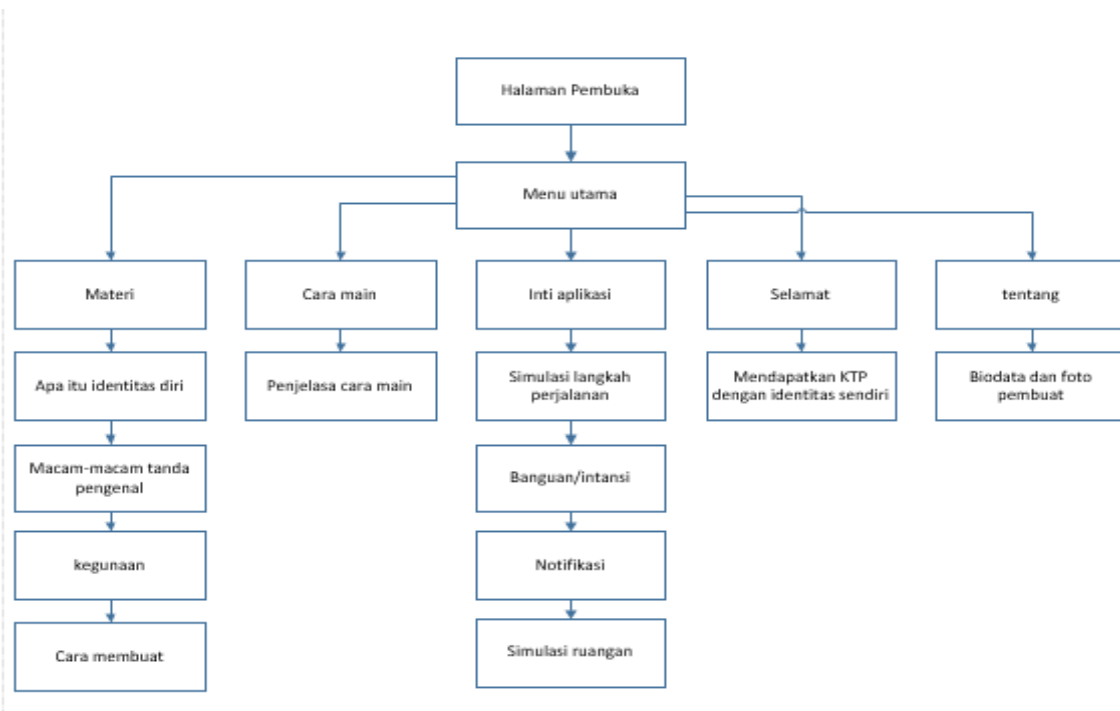 Halaman Pembuka
Menu utama
Materi
Cara main
Inti aplikasi
Selamat
tentang
Apa itu identitas diri
Penjelasa cara main
Simulasi langkah
perjalanan
Mendapatkan KTP
dengan identitas sendiri
Biodata dan foto
pembuat
Macam-macam tanda
pengenal
Banguan/intansi
kegunaan
Notifikasi
Cara membuat
Simulasi ruangan